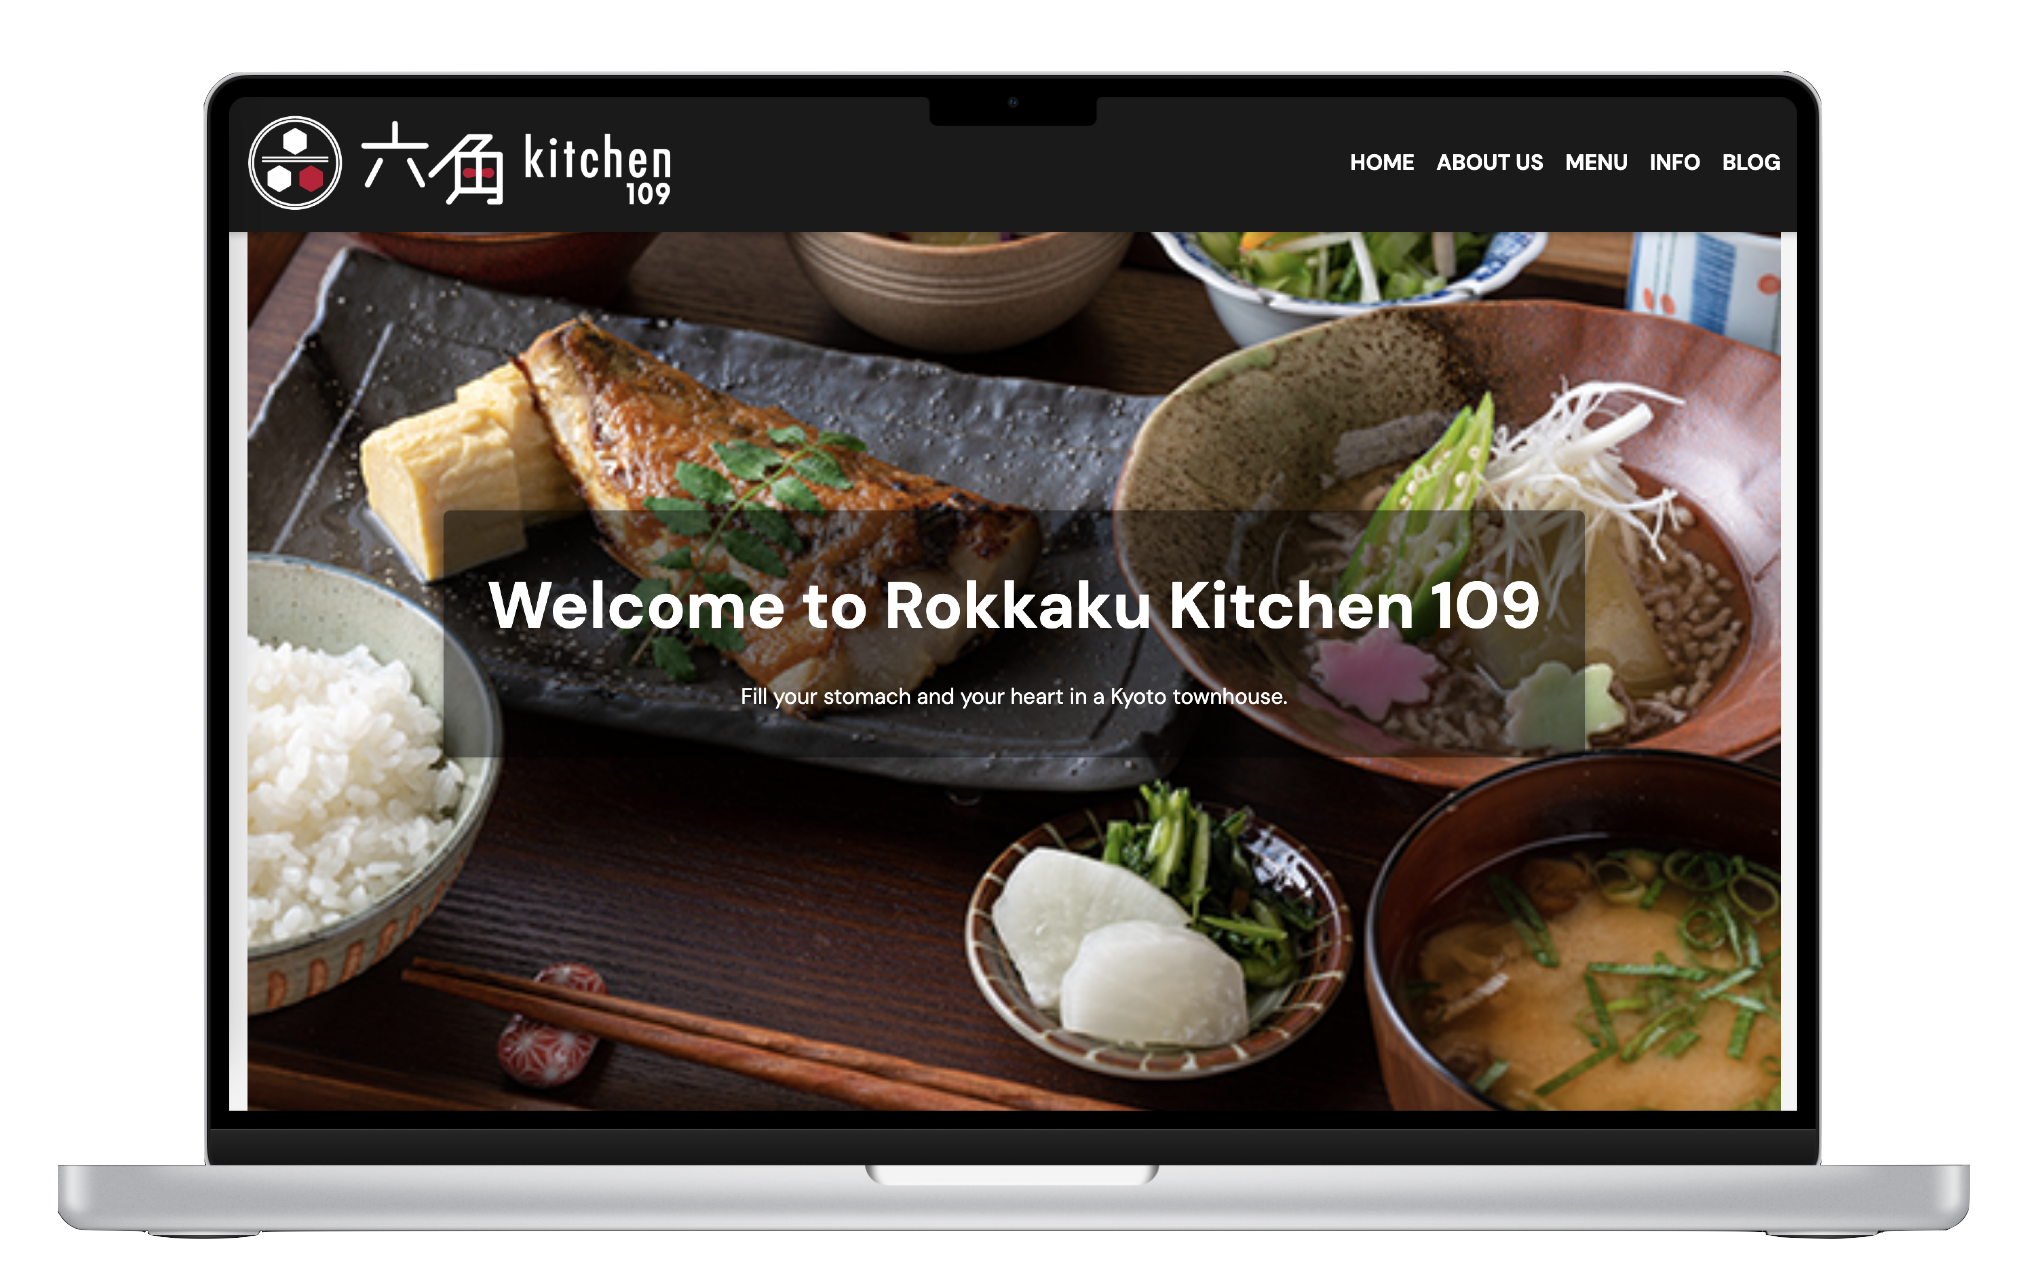 六角 kitchen
109
HOME ABOUT US MENU INFO BLOG
Welcome to Rokkaku Kitchen 109
Fill your stomach and your heart in a Kyoto townhouse.